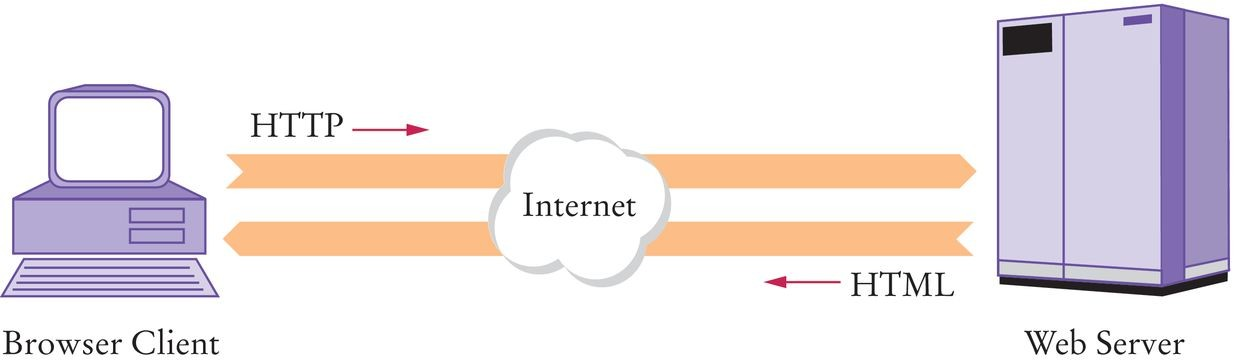 HTTP
Internet
HTML
Browser Client
Web Server